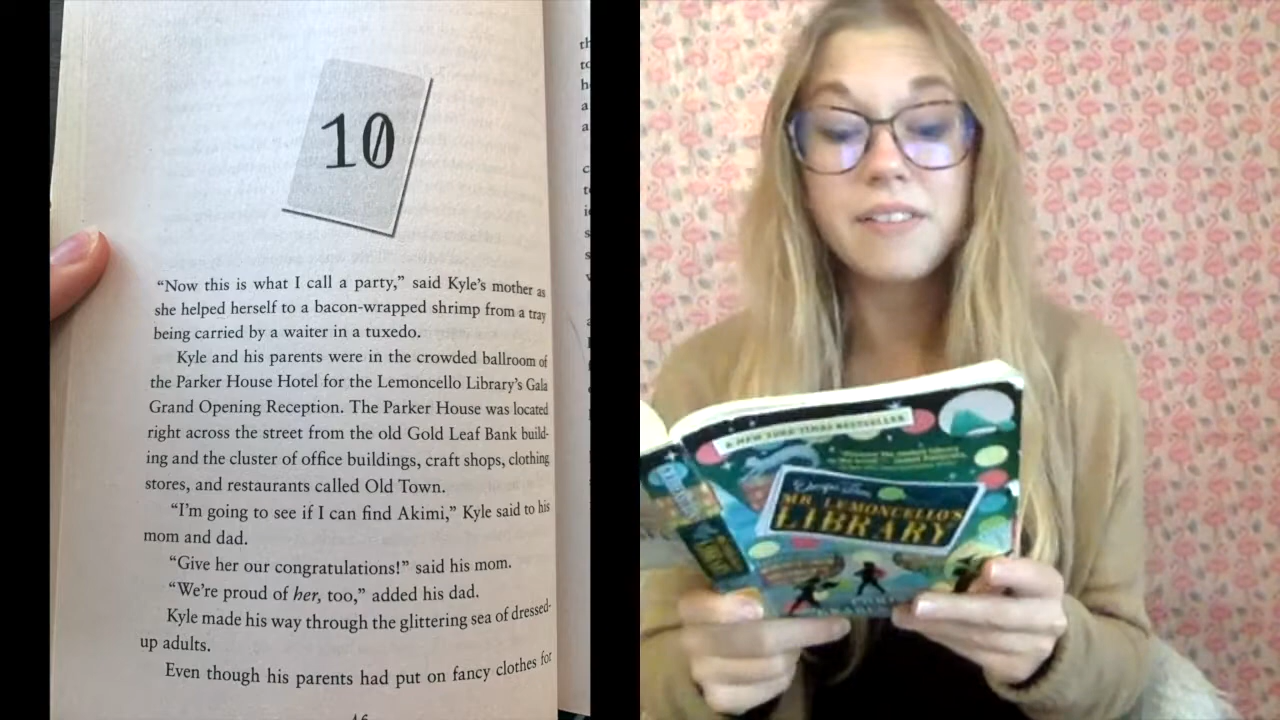 10
“Now this is what I call a party,” said Kyle’s mother as
she helped herself to a bacon-wrapped shrimp from a tray
being carried by a waiter in a tuxedo.
Kyle and his parents were in the crowded ballroom of
the Parker House Hotel for the Lemoncello Library’s Gala
Grand Opening Reception. The Parker House was located
right across the street from the old Gold Leaf Bank build-
ing and the cluster of office buildings, craft shops, clothing
stores, and restaurants called Old Town.
“I’m going to see if I can find Akimi,” Kyle said to his
mom and dad.
“Give her our congratulations!” said his mom.
“We’re proud of her, too,” added his dad.
Kyle made his way through the glittering sea of dressed-
up adults.
Even though his parents had put on fancy clothes for
A NEW YORK TIMES BESTSELLER
MR. LEMONCELLO’S
LIBRARY